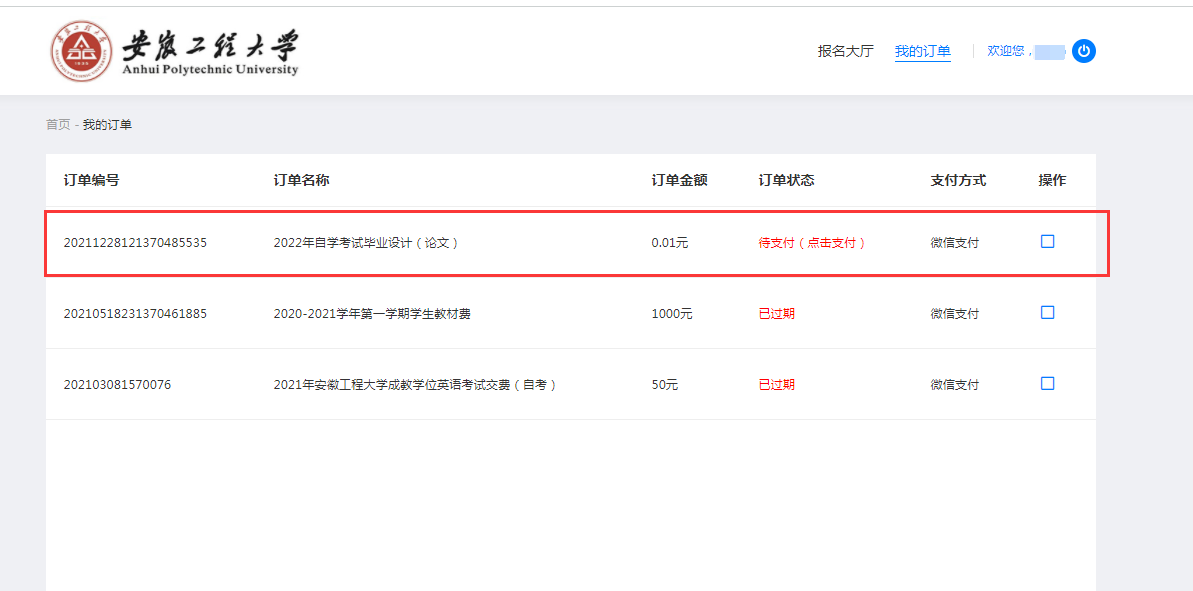 安徽工程大学
Anhui Polytechnic University
报名大厅 我的订单 欢迎您，
首页 - 我的订单
订单编号 订单名称 订单金额 订单状态 支付方式 操作
20211228121370485535 2022年自学考试毕业设计（论文） 0.01元 待支付（点击支付） 微信支付
20210518231370461885 2020-2021学年第一学期学生教材费 1000元 已过期 微信支付
202103081570076 2021年安徽工程大学成教学位英语考试交费（自考） 50元 已过期 微信支付